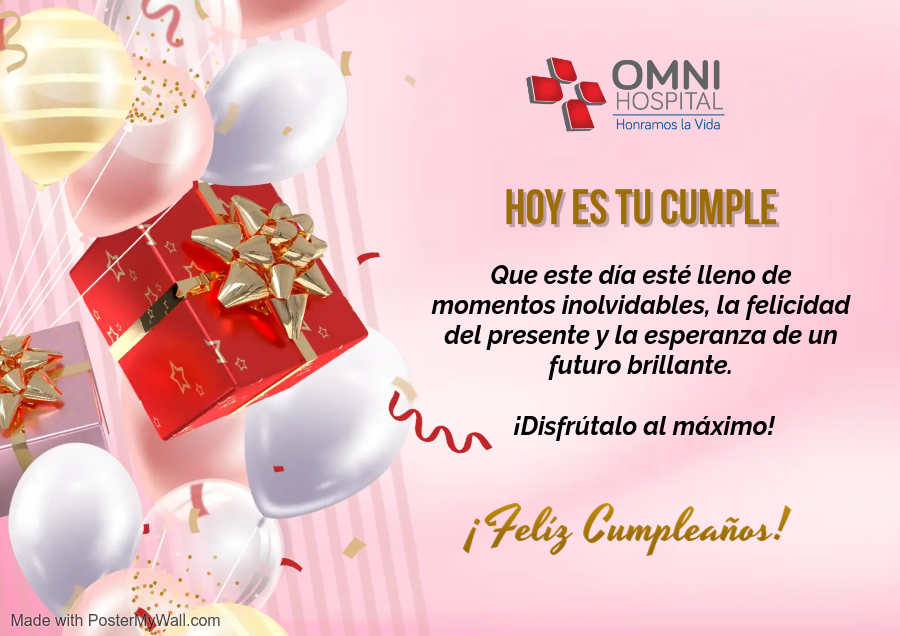 OMNI
HOSPITAL
Honramos la Vida
HOY ES TU CUMPLE
Que este día esté lleno de
momentos inolvidables, la felicidad
del presente y la esperanza de un
futuro brillante.
¡Disfrútalo al máximo!
¡Felíz Cumpleaños!
Made with PosterMyWall.com